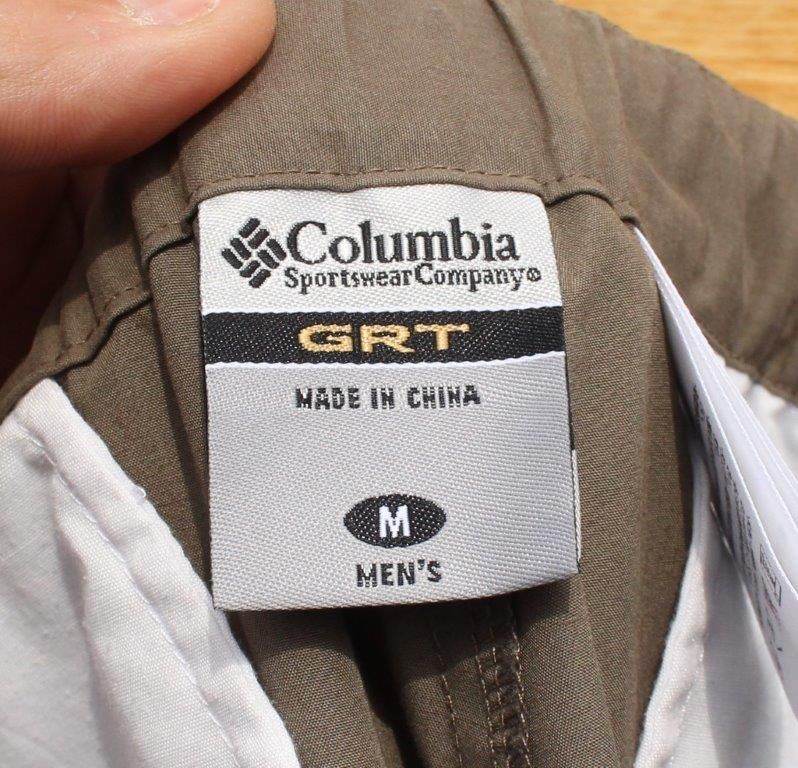 Columbia
Sportswear Company®
GRT
MADE IN CHINA
M
MEN'S